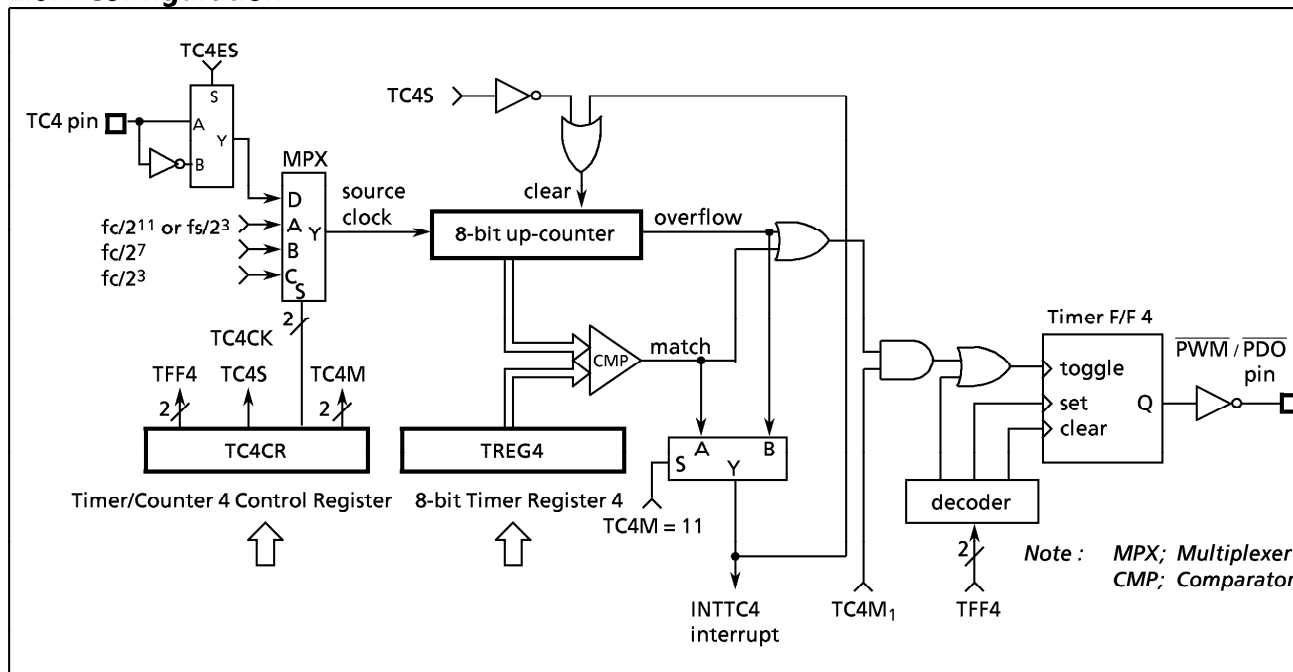 TC4ES
S
TC4 pin
A
Y
B
TC4S
MPX
D
A
Y
B
C
S
source
clock
clear
fc/2¹¹ or fs/2³
fc/2⁷
fc/2³
8-bit up-counter
overflow
2
TC4CK
TFF4
TC4S
TC4M
2
2
CMP
match
Timer F/F 4
toggle
set
clear
Q
PWM / PDO
pin
TC4CR
TREG4
S
A
B
Y
decoder
Timer/Counter 4 Control Register
8-bit Timer Register 4
TC4M = 11
2
Note : MPX; Multiplexer
CMP; Comparator
INTTC4
interrupt
TC4M₁
TFF4